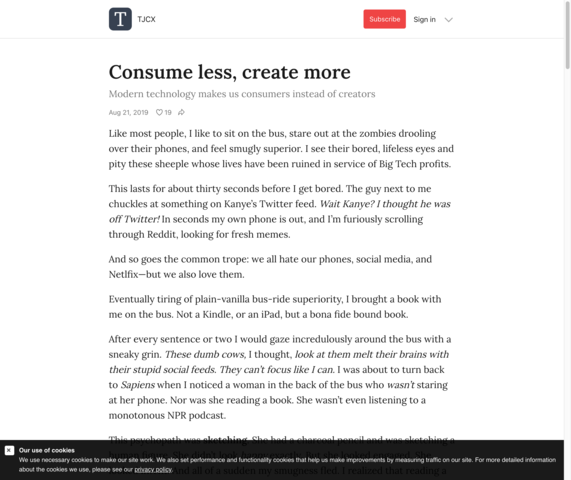 TJCX
Subscribe
Sign in
Consume less, create more
Modern technology makes us consumers instead of creators
Aug 21, 2019
19
Like most people, I like to sit on the bus, stare out at the zombies drooling
over their phones, and feel smugly superior. I see their bored, lifeless eyes and
pity these sheeple whose lives have been ruined in service of Big Tech profits.
This lasts for about thirty seconds before I get bored. The guy next to me
chuckles at something on Kanye's Twitter feed. Wait Kanye? I thought he was
off Twitter! In seconds my own phone is out, and I'm furiously scrolling
through Reddit, looking for fresh memes.
And so goes the common trope: we all hate our phones, social media, and
Netlfix—but we also love them.
Eventually tiring of plain-vanilla bus-ride superiority, I brought a book with
me on the bus. Not a Kindle, or an iPad, but a bona fide bound book.
After every sentence or two I would gaze incredulously around the bus with a
sneaky grin. These dumb cows, I thought, look at them melt their brains with
their stupid social feeds. They can't focus like I can. I was about to turn back
to Sapiens when I noticed a woman in the back of the bus who wasn't staring
at her phone. Nor was she reading a book. She wasn't even listening to a
monotonous NPR podcast.
This psychopath was sketching. She had a charcoal pencil and was sketching a
and all of a sudden my smugness fled. I realized that reading a
Our use of cookies
We use necessary cookies to make our site work. We also set performance and functionality cookies that help us make improvements by measuring traffic on our site. For more detailed information
about the cookies we use, please see our privacy policy.